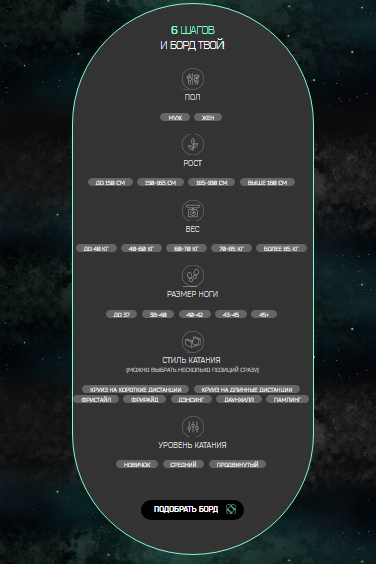 6 ШАГОВ
И БОРД ТВОЙ!
ПОЛ
МУЖ ЖЕН
РОСТ
ДО 150 СМ 150-165 СМ 165-180 СМ ВЫШЕ 180 СМ
ВЕС
ДО 40 КГ 40-60 КГ 60-70 КГ 70-85 КГ БОЛЕЕ 85 КГ
РАЗМЕР НОГИ
ДО 37 38-40 40-42 43-45 45+
СТИЛЬ КАТАНИЯ
(МОЖНО ВЫБРАТЬ НЕСКОЛЬКО ПОЗИЦИЙ СРАЗУ)
КРУИЗ НА КОРОТКИЕ ДИСТАНЦИИ КРУИЗ НА ДЛИННЫЕ ДИСТАНЦИИ
ФРИСТАЙЛ ФРИРАЙД ДЭНСИНГ ДАУНХИЛЛ ПАМПИНГ
УРОВЕНЬ КАТАНИЯ
НОВИЧОК СРЕДНИЙ ПРОДВИНУТЫЙ
ПОДОБРАТЬ БОРД